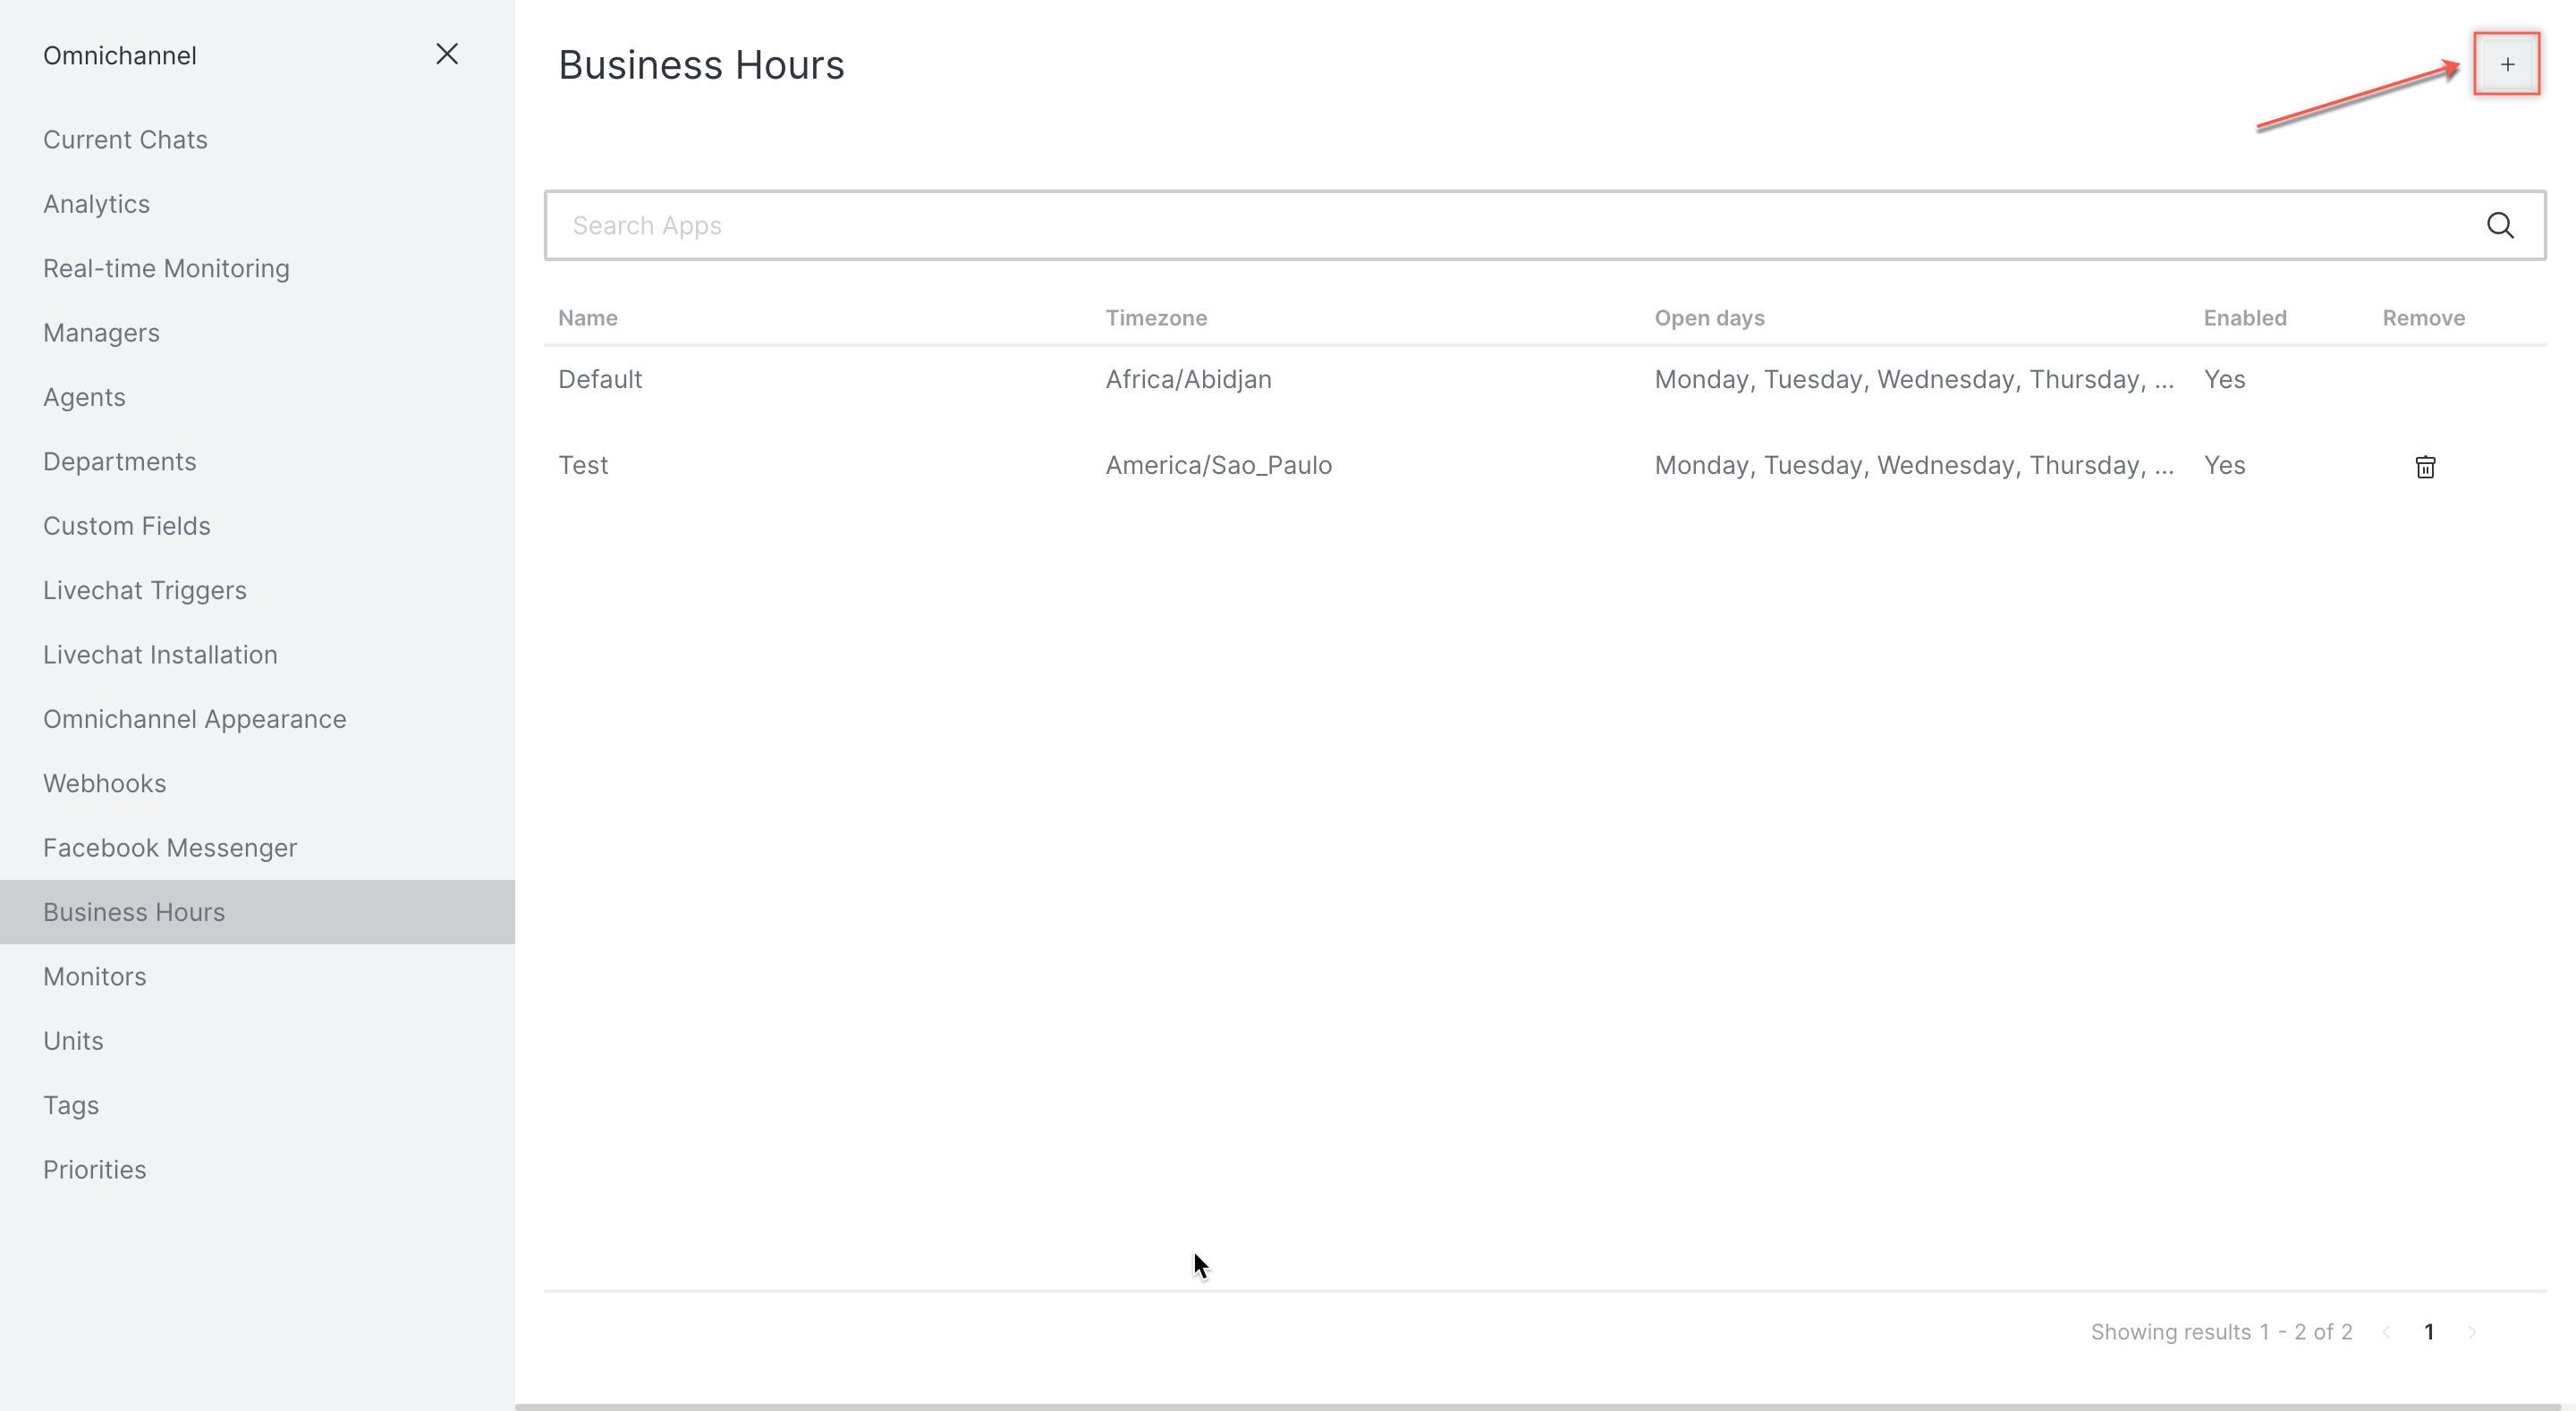 Omnichannel
Current Chats
Analytics
Real-time Monitoring
Managers
Agents
Departments
Custom Fields
Livechat Triggers
Livechat Installation
Omnichannel Appearance
Webhooks
Facebook Messenger
Business Hours
Monitors
Units
Tags
Priorities
Business Hours
Search Apps
Name Timezone Open days Enabled Remove
Default Africa/Abidjan Monday, Tuesday, Wednesday, Thursday, ... Yes
Test America/Sao_Paulo Monday, Tuesday, Wednesday, Thursday, ... Yes
Showing results 1 - 2 of 2 1